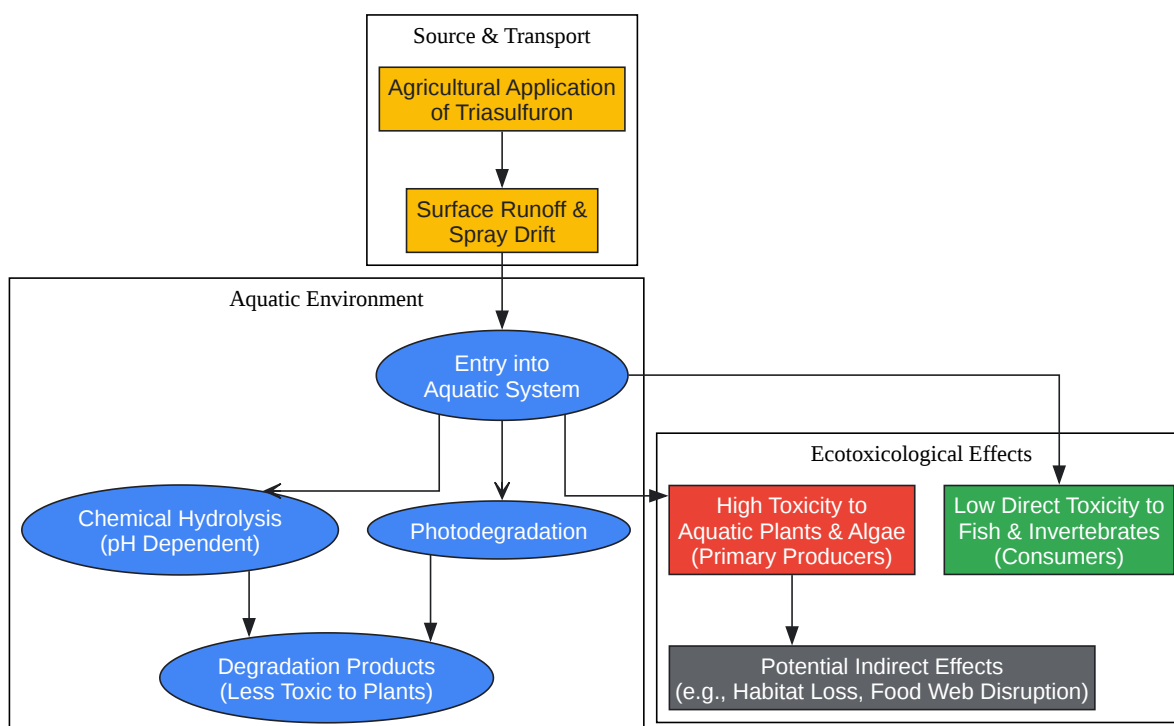 Source & Transport
Agricultural Application
of Triasulfuron
Surface Runoff &
Spray Drift
Aquatic Environment
Entry into
Aquatic System
Chemical Hydrolysis
(pH Dependent)
Photodegradation
Degradation Products
(Less Toxic to Plants)
Ecotoxicological Effects
High Toxicity to
Aquatic Plants & Algae
(Primary Producers)
Low Direct Toxicity to
Fish & Invertebrates
(Consumers)
Potential Indirect Effects
(e.g., Habitat Loss, Food Web Disruption)